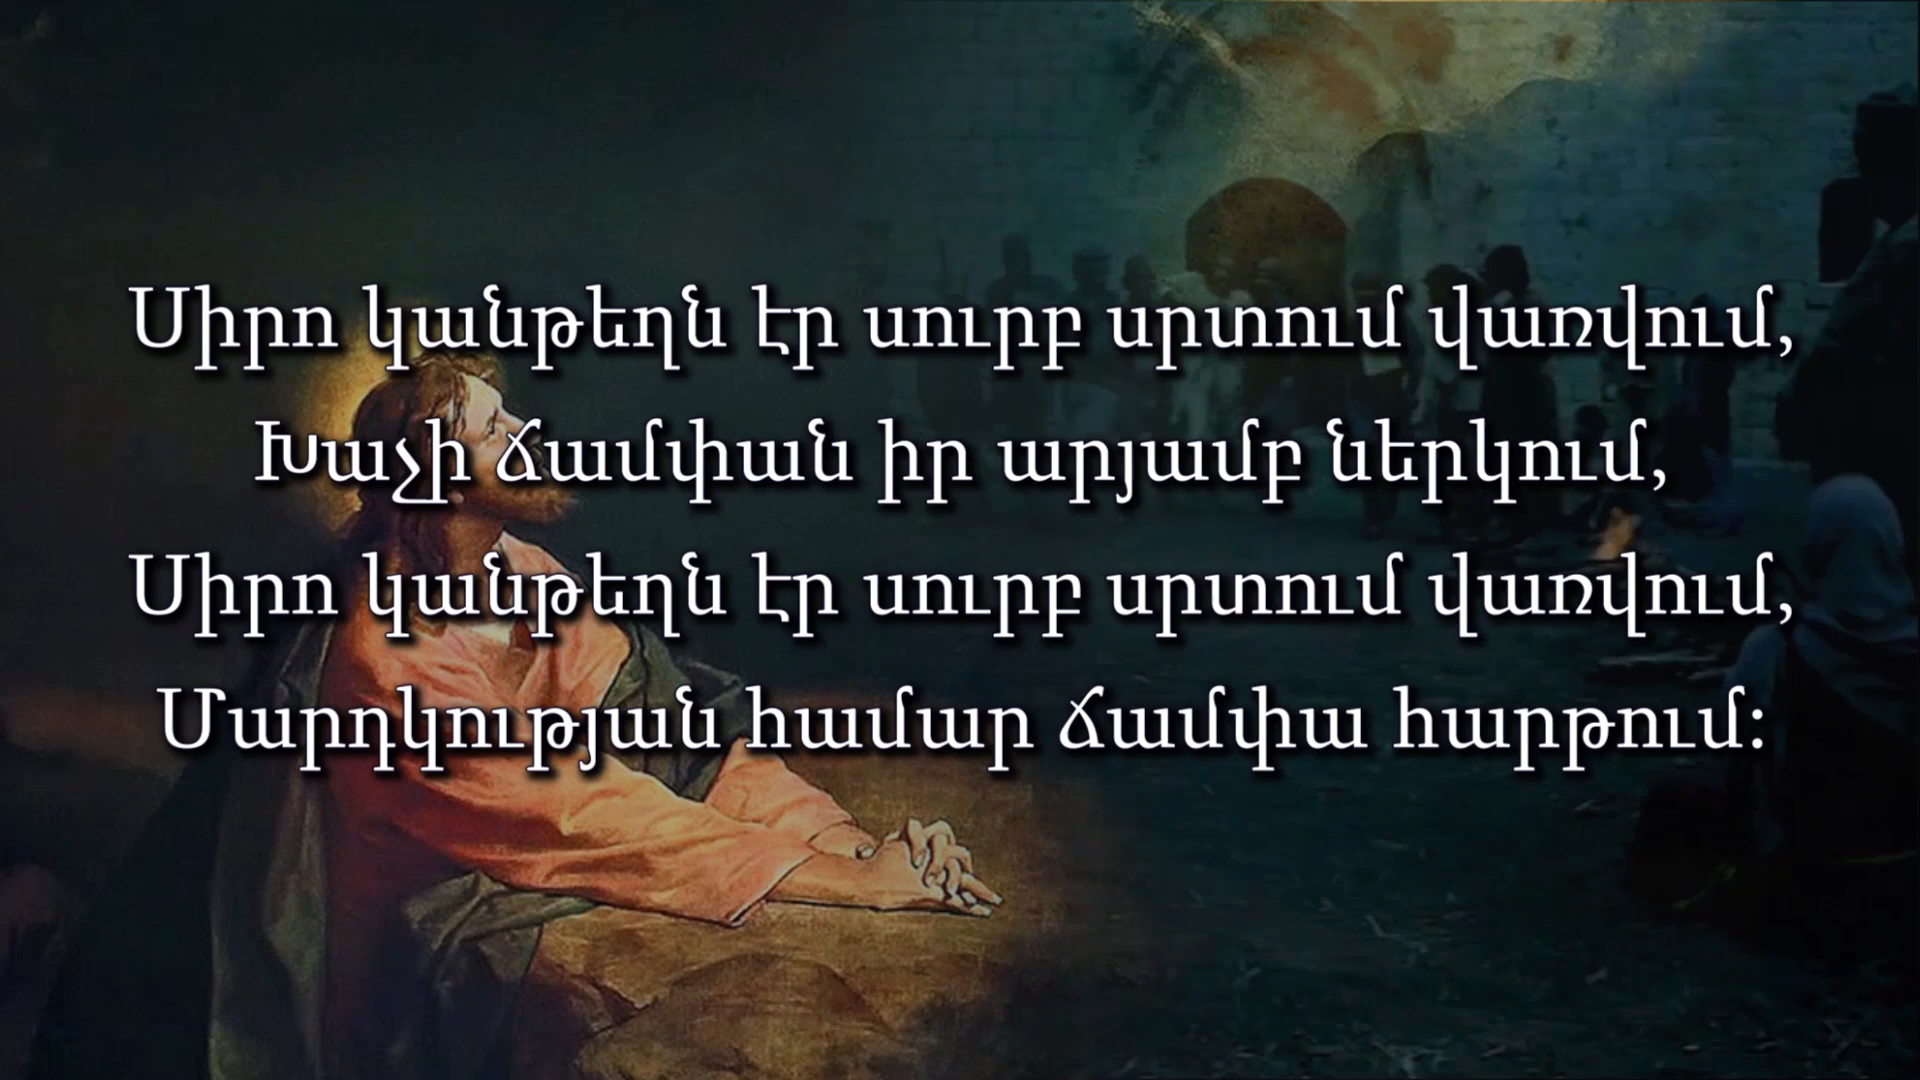 Սիրո կանթեղն էր սուրբ սրտում վառվում,
Խաչի ճամփան իր արյամբ ներկում,
Սիրո կանթեղն էր սուրբ սրտում վառվում,
Մարդկության համար ճամփա հարթում: